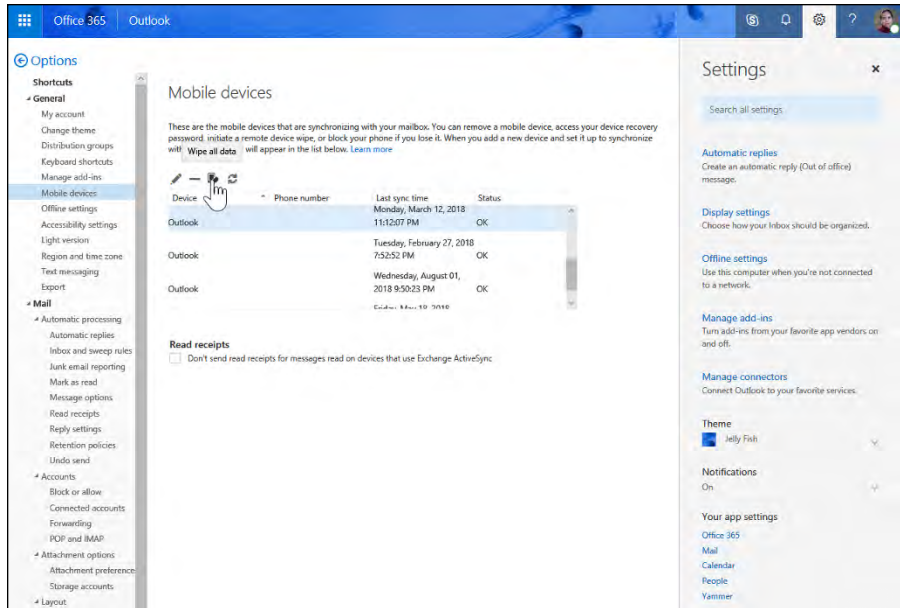 Office 365 Outlook
?
Options
Shortcuts
General
My account
Change theme
Distribution groups
Keyboard shortcuts
Manage add-ins
Mobile devices
Offline settings
Accessibility settings
Light version
Region and time zone
Text messaging
Export
Mail
Automatic processing
Automatic replies
Inbox and sweep rules
Junk email reporting
Mark as read
Message options
Read receipts
Reply settings
Retention policies
Undo send
Accounts
Block or allow
Connected accounts
Forwarding
POP and IMAP
Attachment options
Attachment preference
Storage accounts
Layout
Mobile devices
These are the mobile devices that are synchronizing with your mailbox. You can remove a mobile device, access your device recovery
password, initiate a remote device wipe, or block your phone if you lose it. When you add a new device and set it up to synchronize
with Wipe all data will appear in the list below. Learn more
Device Phone number Last sync time Status
Monday, March 12, 2018
Outlook 11:12:07 PM OK
Tuesday, February 27, 2018
Outlook 7:52:52 PM OK
Wednesday, August 01,
Outlook 2018 9:50:23 PM OK
Friday, May 18, 2018
Read receipts
Don't send read receipts for messages read on devices that use Exchange ActiveSync
Settings x
Search all settings
Automatic replies
Create an automatic reply (Out of office)
message.
Display settings
Choose how your Inbox should be organized.
Offline settings
Use this computer when you're not connected
to a network.
Manage add-ins
Turn add-ins from your favorite app vendors on
and off.
Manage connectors
Connect Outlook to your favorite services.
Theme
Jelly Fish
Notifications
On
Your app settings
Office 365
Mail
Calendar
People
Yammer